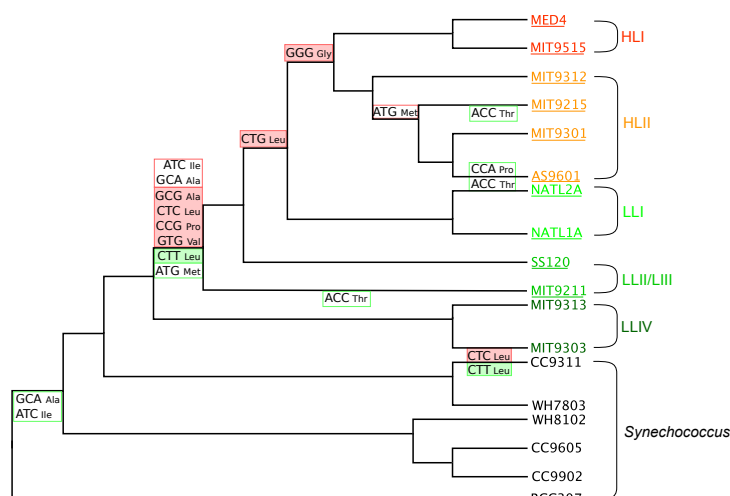 MED4
HLI
MIT9515
GGG Gly
MIT9312
MIT9215
ATG Met
ACC Thr
HLII
MIT9301
CTG Leu
CCA Pro
AS9601
ACC Thr
NATL2A
ATC Ile
GCA Ala
GCG Ala
CTC Leu
CCG Pro
GTG Val
CTT Leu
ATG Met
LLI
NATL1A
SS120
LLII/LIII
MIT9211
ACC Thr
MIT9313
LLIV
MIT9303
CTC Leu
CC9311
CTT Leu
GCA Ala
ATC Ile
WH7803
WH8102
Synechococcus
CC9605
CC9902